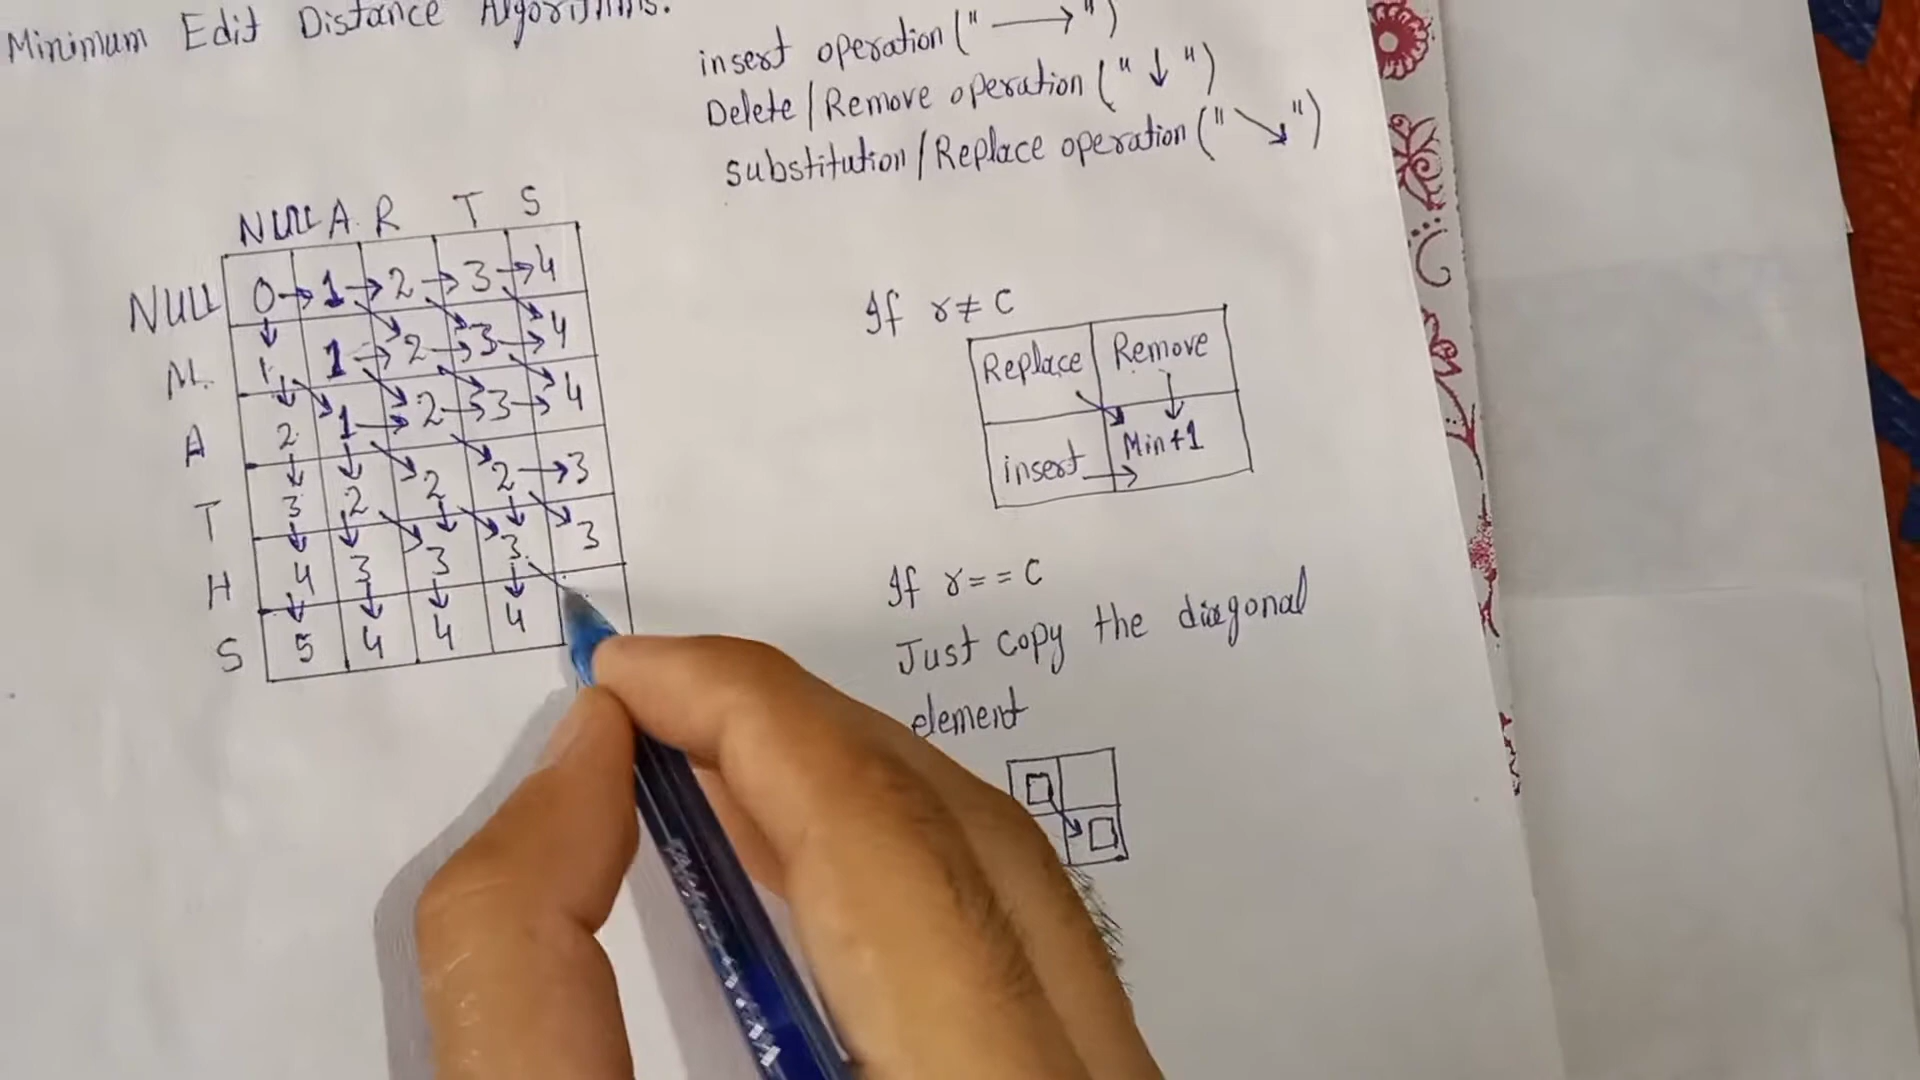 Minimum Edit Distance Algorithms.
insert operation (" → ")
Delete / Remove operation (" ↓ ")
substitution / Replace operation (" ↘ ")
NULL A R T S
NULL 0 → 1 → 2 → 3 → 4
M. 1 1 → 2 → 3 → 4
A 2 1 → 2 → 3 → 4
T 3 2 2 2 → 3
H 4 3 3 3 3
S 5 4 4 4
If r ≠ C
Replace Remove
insert → Min+1
If r = = C
Just copy the diagonal
element